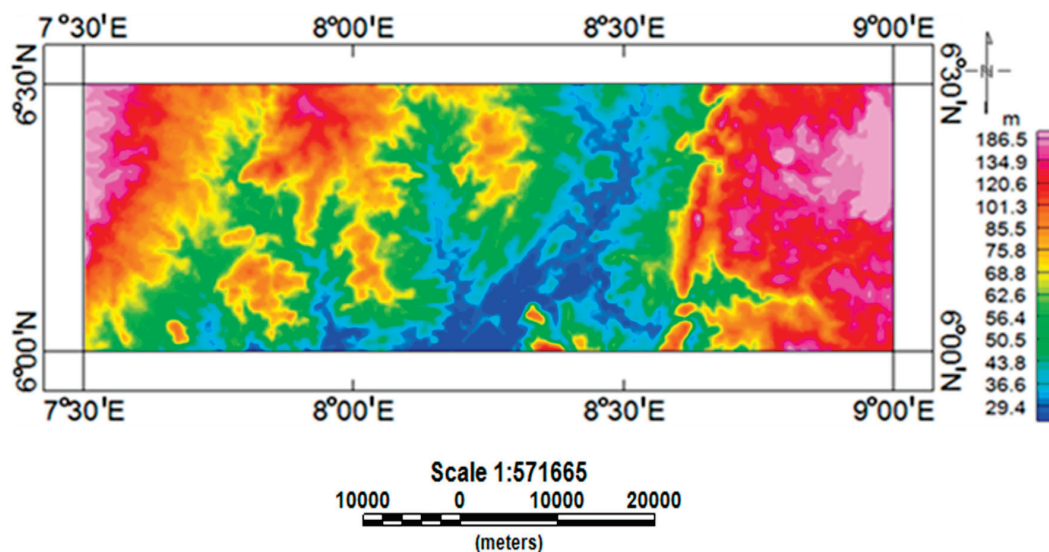 7°30'E 8°00'E 8°30'E 9°00'E
6°30'N
6°30'N
N
m
186.5
134.9
120.6
101.3
85.5
75.8
68.8
62.6
56.4
50.5
43.8
36.6
29.4
6°00'N
6°00'N
7°30'E 8°00'E 8°30'E 9°00'E
Scale 1:571665
10000 0 10000 20000
(meters)